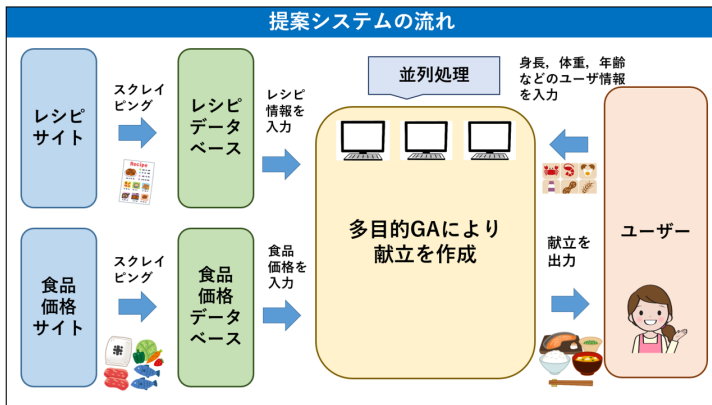 提案システムの流れ
レシピ
サイト
スクレイ
ピング
Recipe
レシピ
データ
ベース
レシピ
情報を
入力
並列処理
多目的GAにより
献立を作成
身長，体重，年齢
などのユーザ情報
を入力
ユーザー
献立を
出力
食品
価格
サイト
スクレイ
ピング
米
食品
価格
データ
ベース
食品
価格を
入力